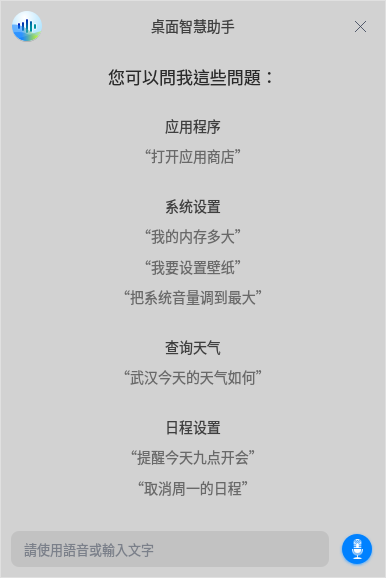 桌面智慧助手
您可以問我這些問題：
应用程序
“打开应用商店”
系统设置
“我的内存多大”
“我要设置壁纸”
“把系统音量调到最大”
查询天气
“武汉今天的天气如何”
日程设置
“提醒今天九点开会”
“取消周一的日程”
請使用語音或輸入文字